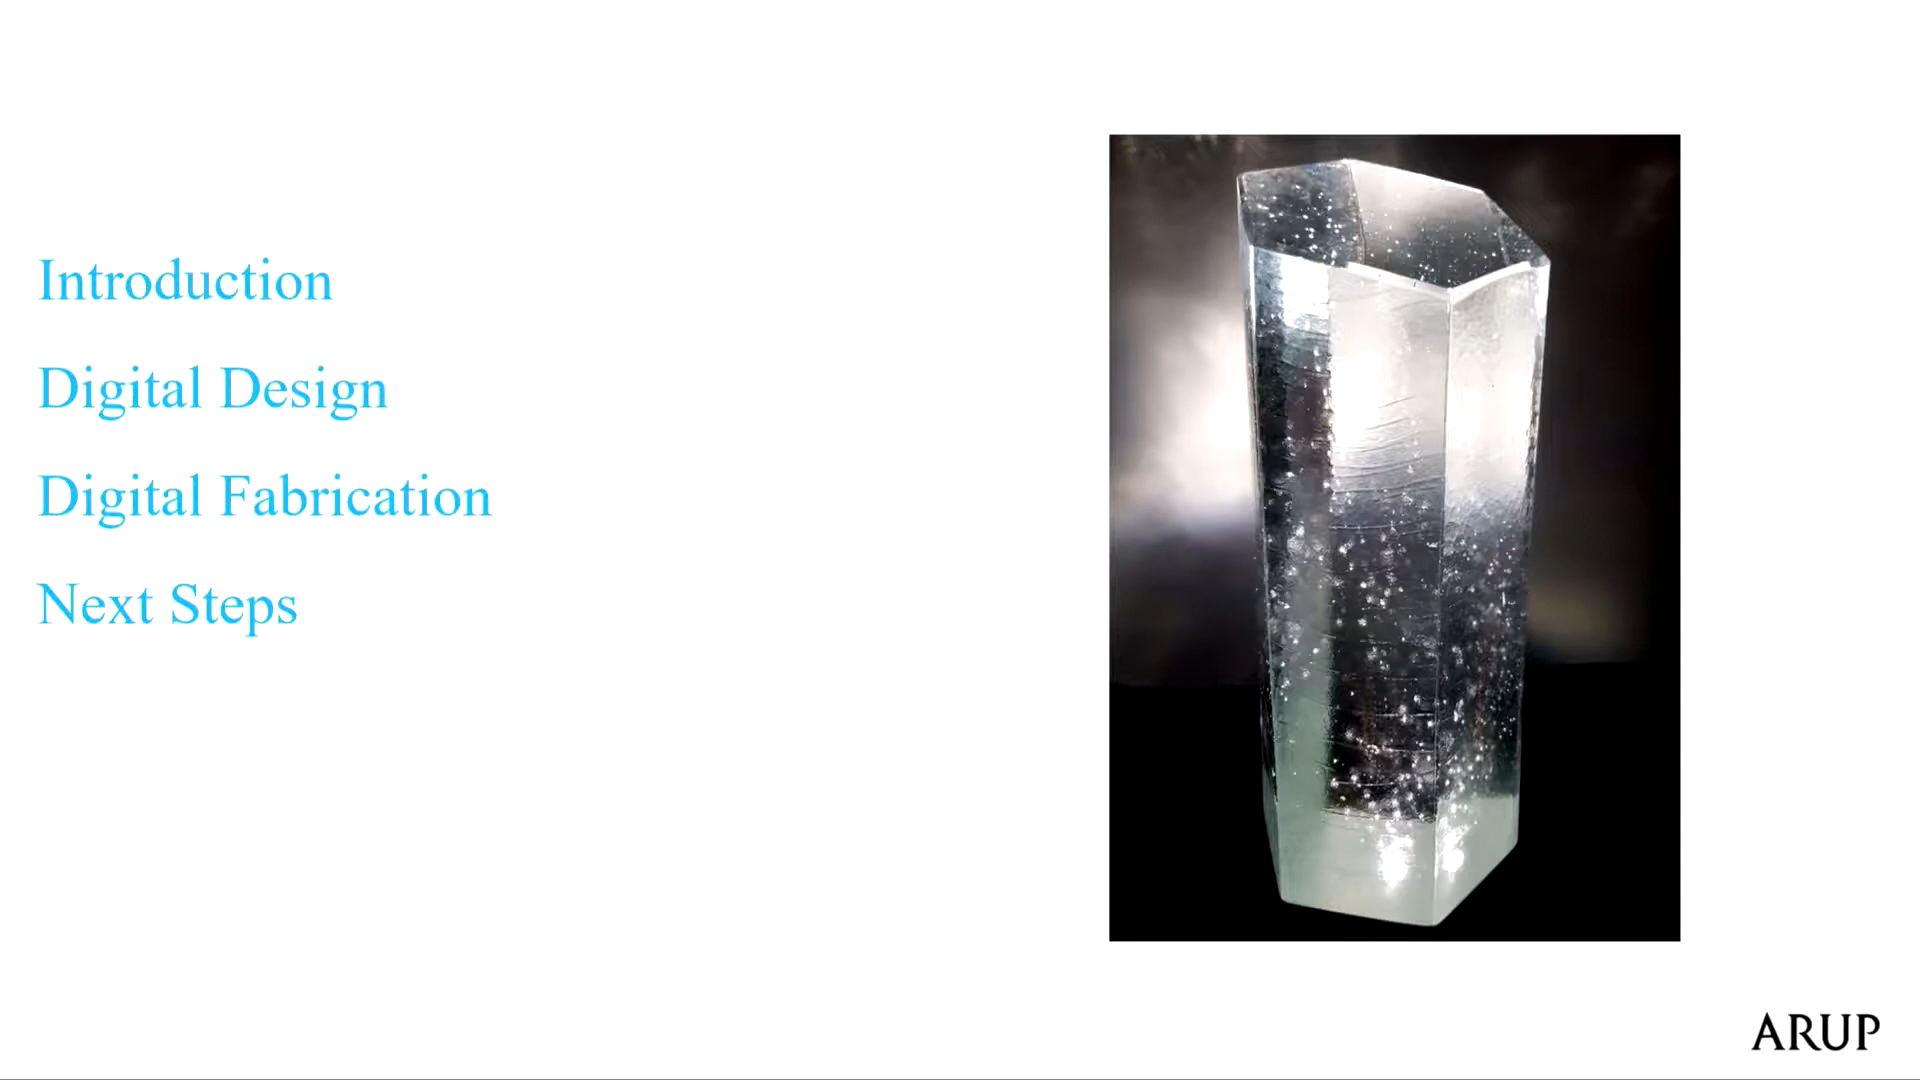 Introduction
Digital Design
Digital Fabrication
Next Steps
ARUP